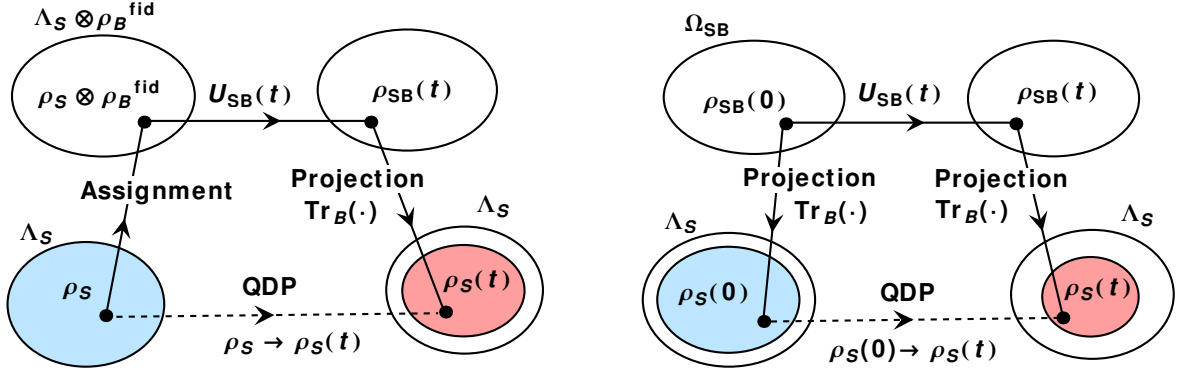 Λ_S ⊗ ρ_B^fid
ρ_S ⊗ ρ_B^fid
U_SB(t)
ρ_SB(t)
Assignment
Projection
Tr_B(·)
Λ_S
Λ_S
ρ_S
QDP
ρ_S → ρ_S(t)
ρ_S(t)
Ω_SB
ρ_SB(0)
U_SB(t)
ρ_SB(t)
Projection
Tr_B(·)
Projection
Tr_B(·)
Λ_S
Λ_S
ρ_S(0)
QDP
ρ_S(0) → ρ_S(t)
ρ_S(t)